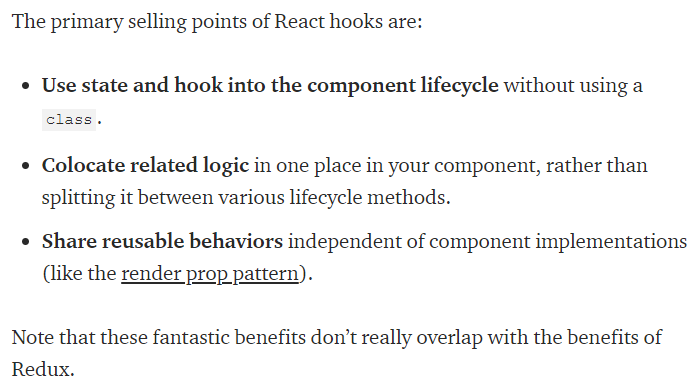 The primary selling points of React hooks are:
• Use state and hook into the component lifecycle without using a
class.
• Colocate related logic in one place in your component, rather than
splitting it between various lifecycle methods.
• Share reusable behaviors independent of component implementations
(like the render prop pattern).
Note that these fantastic benefits don’t really overlap with the benefits of
Redux.